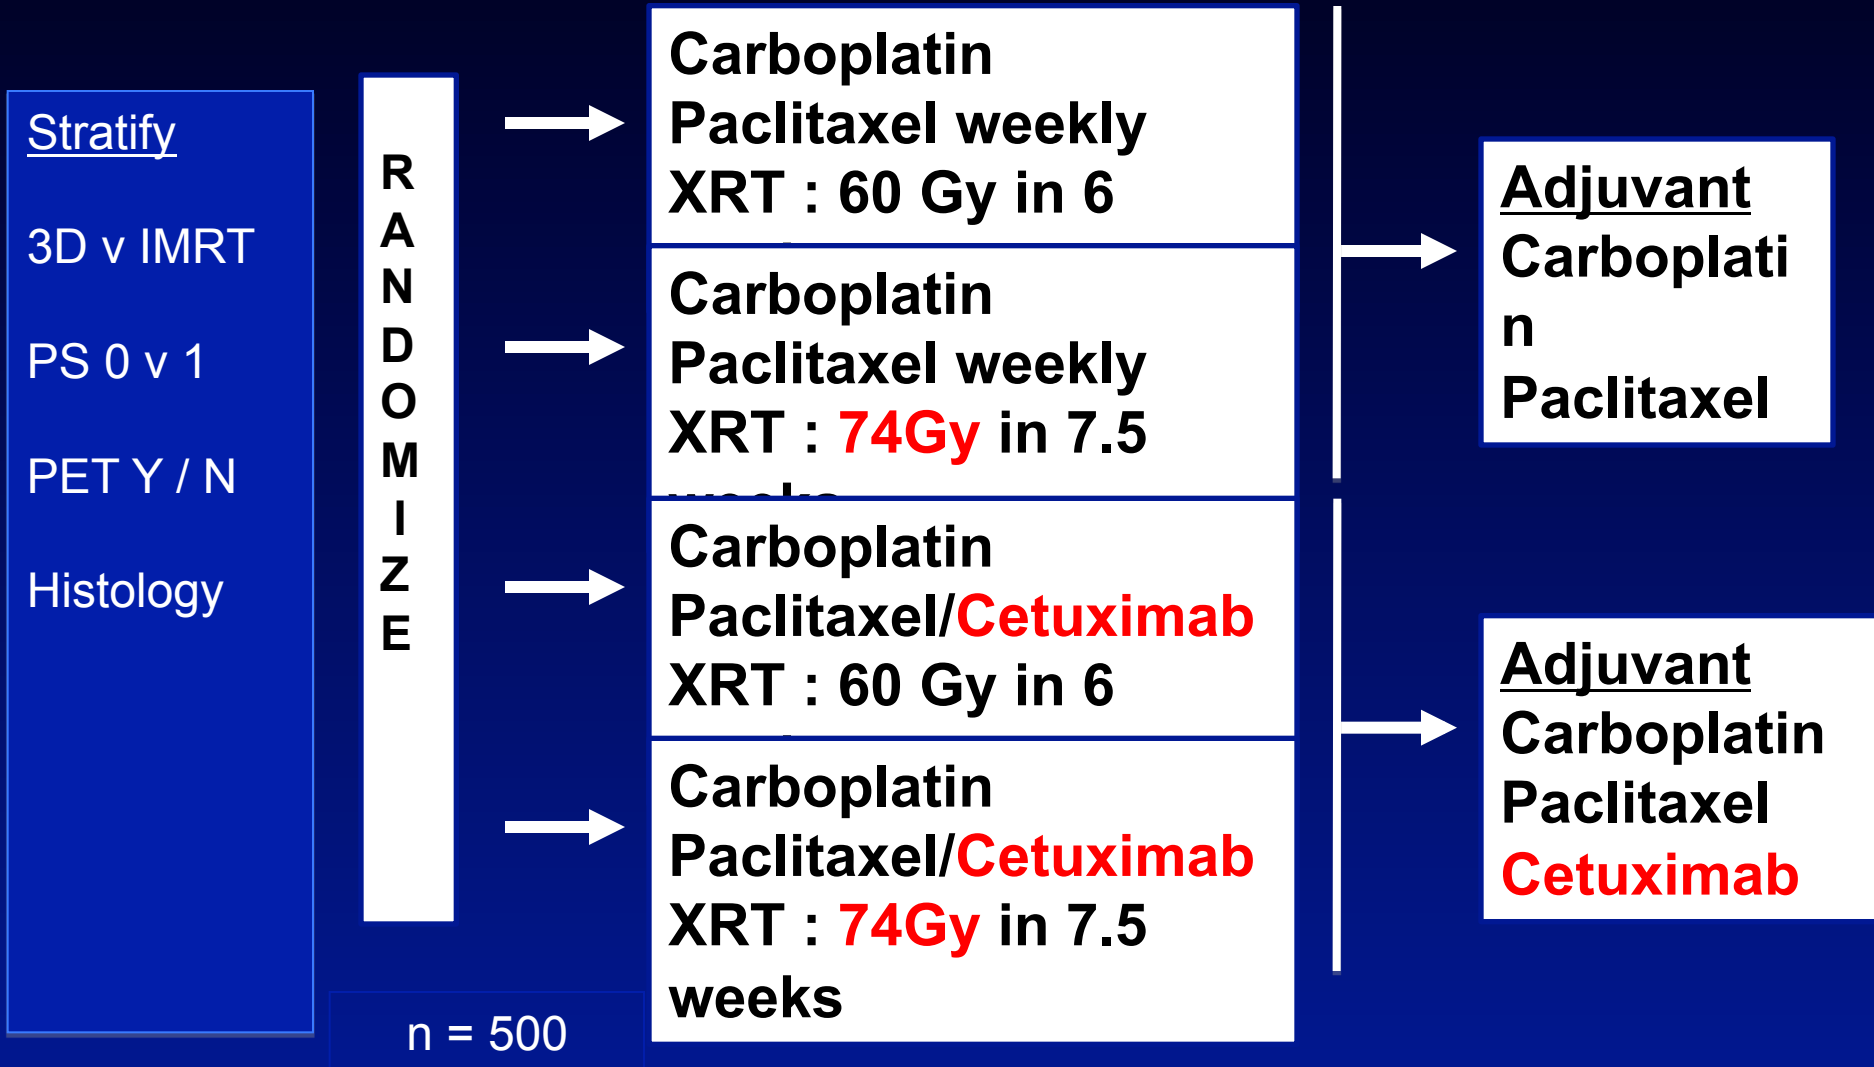 Stratify
3D v IMRT
PS 0 v 1
PET Y / N
Histology
R
A
N
D
O
M
I
Z
E
n = 500
Carboplatin
Paclitaxel weekly
XRT : 60 Gy in 6
Carboplatin
Paclitaxel weekly
XRT : 74Gy in 7.5
weeks
Carboplatin
Paclitaxel/Cetuximab
XRT : 60 Gy in 6
Carboplatin
Paclitaxel/Cetuximab
XRT : 74Gy in 7.5
weeks
Adjuvant
Carboplati
n
Paclitaxel
Adjuvant
Carboplatin
Paclitaxel
Cetuximab